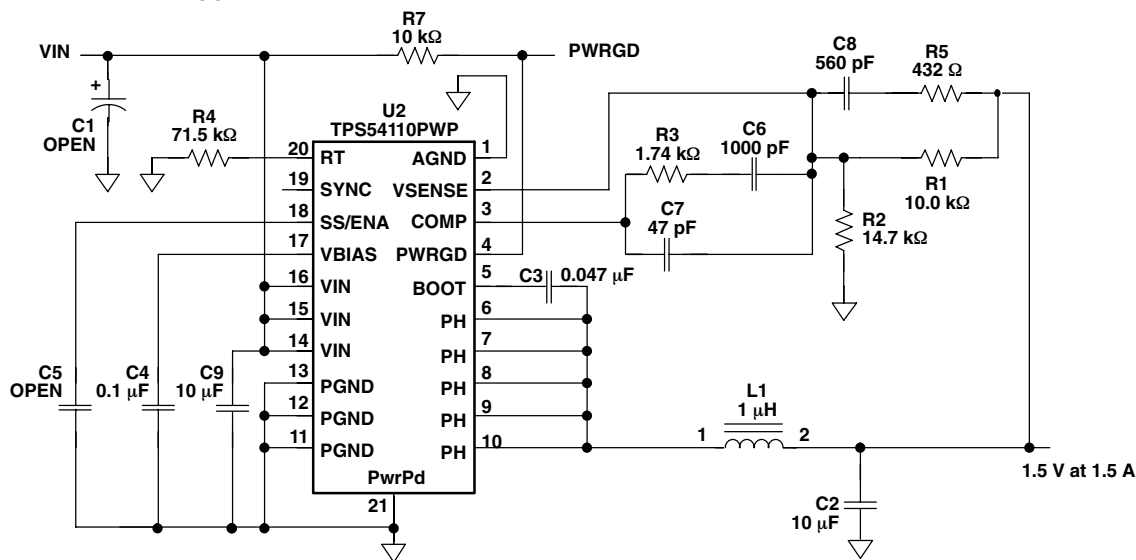 VIN
R7
10 kΩ
PWRGD
C8
560 pF
R5
432 Ω
+
C1
OPEN
R4
71.5 kΩ
U2
TPS54110PWP
R3
1.74 kΩ
C6
1000 pF
R1
10.0 kΩ
C7
47 pF
R2
14.7 kΩ
20 RT AGND 1
19 SYNC VSENSE 2
18 SS/ENA COMP 3
17 VBIAS PWRGD 4
16 VIN BOOT 5
15 VIN PH 6
14 VIN PH 7
13 PGND PH 8
12 PGND PH 9
11 PGND PH 10
PwrPd
21
C3 0.047 μF
C5
OPEN
C4
0.1 μF
C9
10 μF
L1
1 μH
1 2
1.5 V at 1.5 A
C2
10 μF